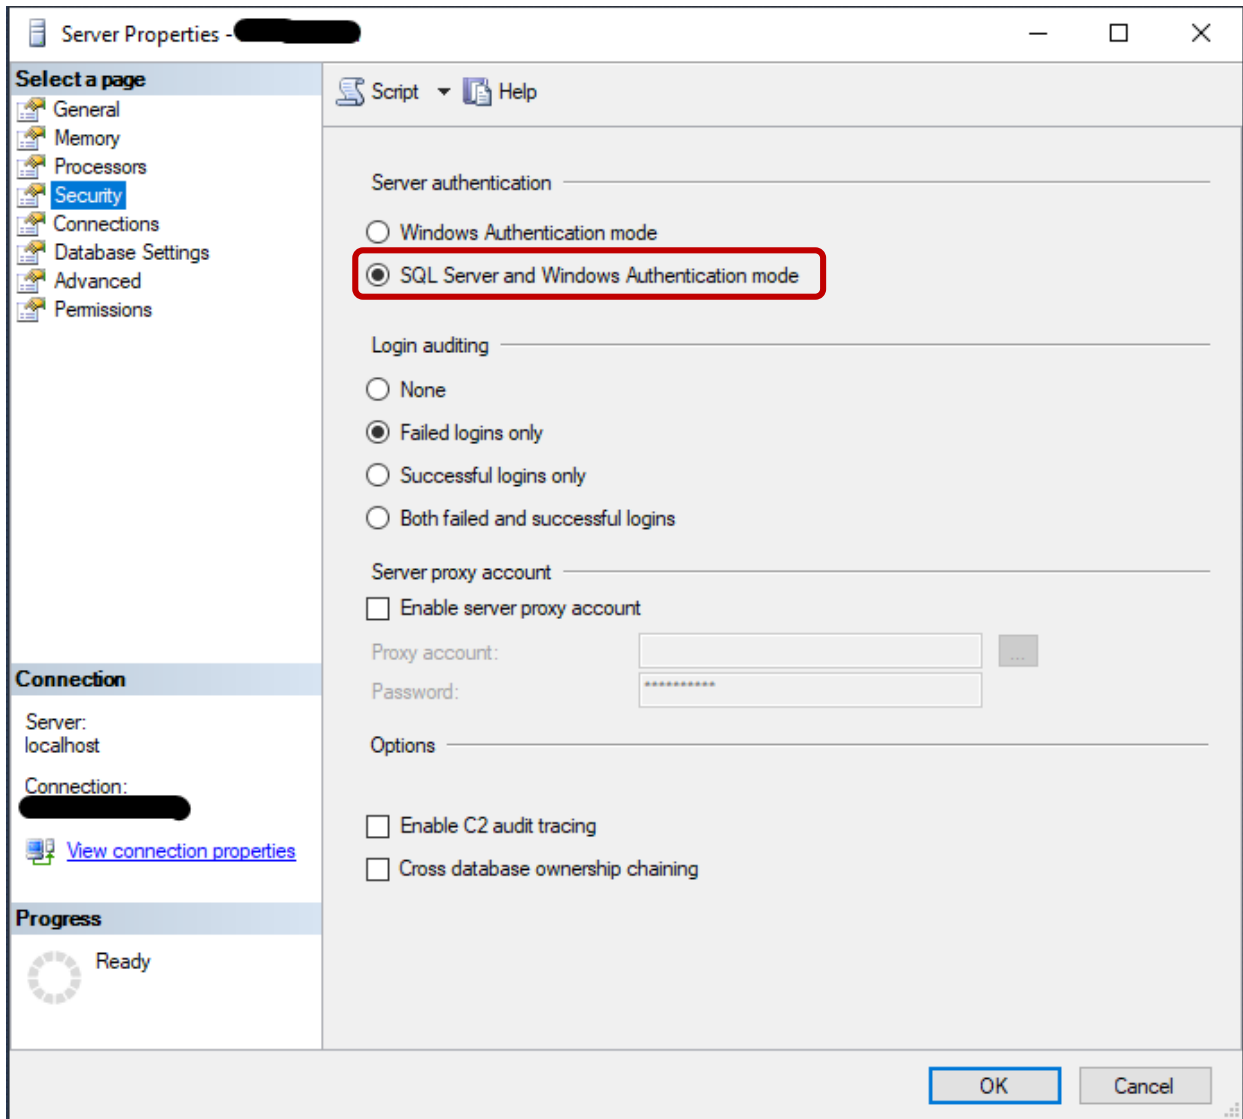 Server Properties -
Select a page
General
Memory
Processors
Security
Connections
Database Settings
Advanced
Permissions
Script
Help
Server authentication
Windows Authentication mode
SQL Server and Windows Authentication mode
Login auditing
None
Failed logins only
Successful logins only
Both failed and successful logins
Server proxy account
Enable server proxy account
Proxy account:
...
Password:
**********
Options
Enable C2 audit tracing
Cross database ownership chaining
Connection
Server:
localhost
Connection:
View connection properties
Progress
Ready
OK
Cancel